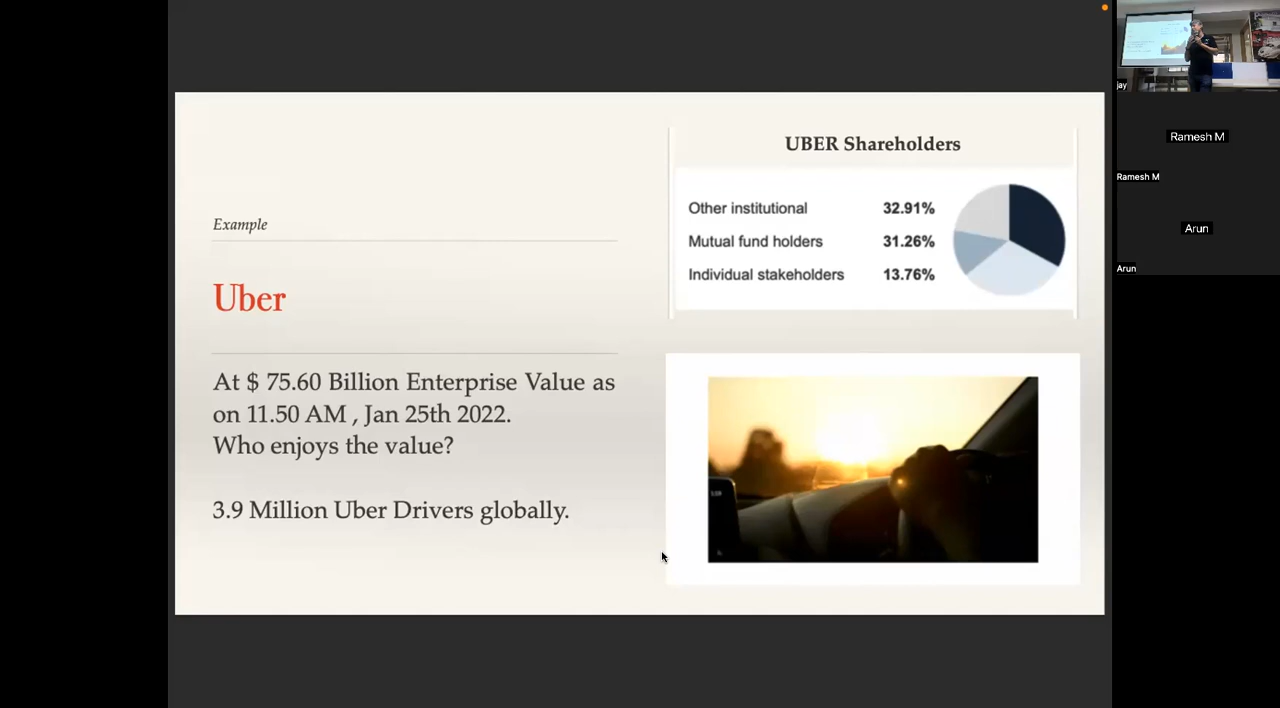 Example
Uber
At $ 75.60 Billion Enterprise Value as
on 11.50 AM , Jan 25th 2022.
Who enjoys the value?
3.9 Million Uber Drivers globally.
UBER Shareholders
Other institutional 32.91%
Mutual fund holders 31.26%
Individual stakeholders 13.76%
jay
Ramesh M
Ramesh M
Arun
Arun